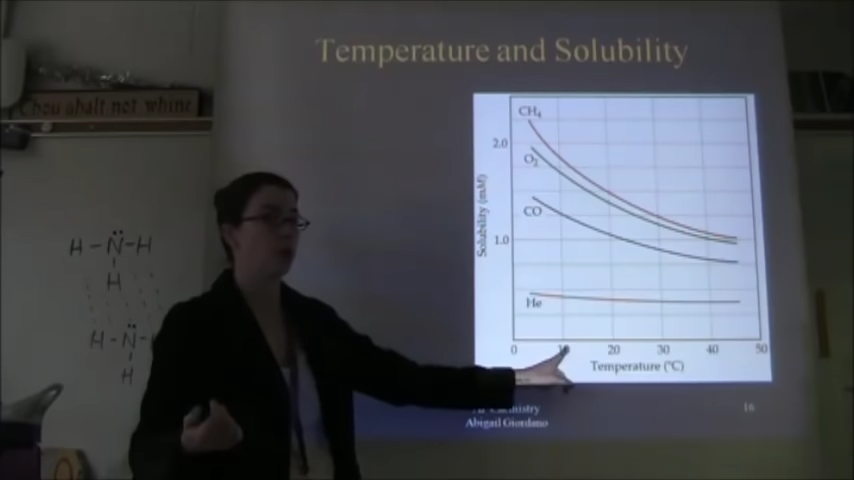 Temperature and Solubility
Thou shalt not whine
CH₄
2.0
O₂
Solubility (mM)
CO
1.0
He
0 10 20 30 40 50
Temperature (°C)
Chemistry
Abigail Giordano
16
H-N-H
H
H-N
H